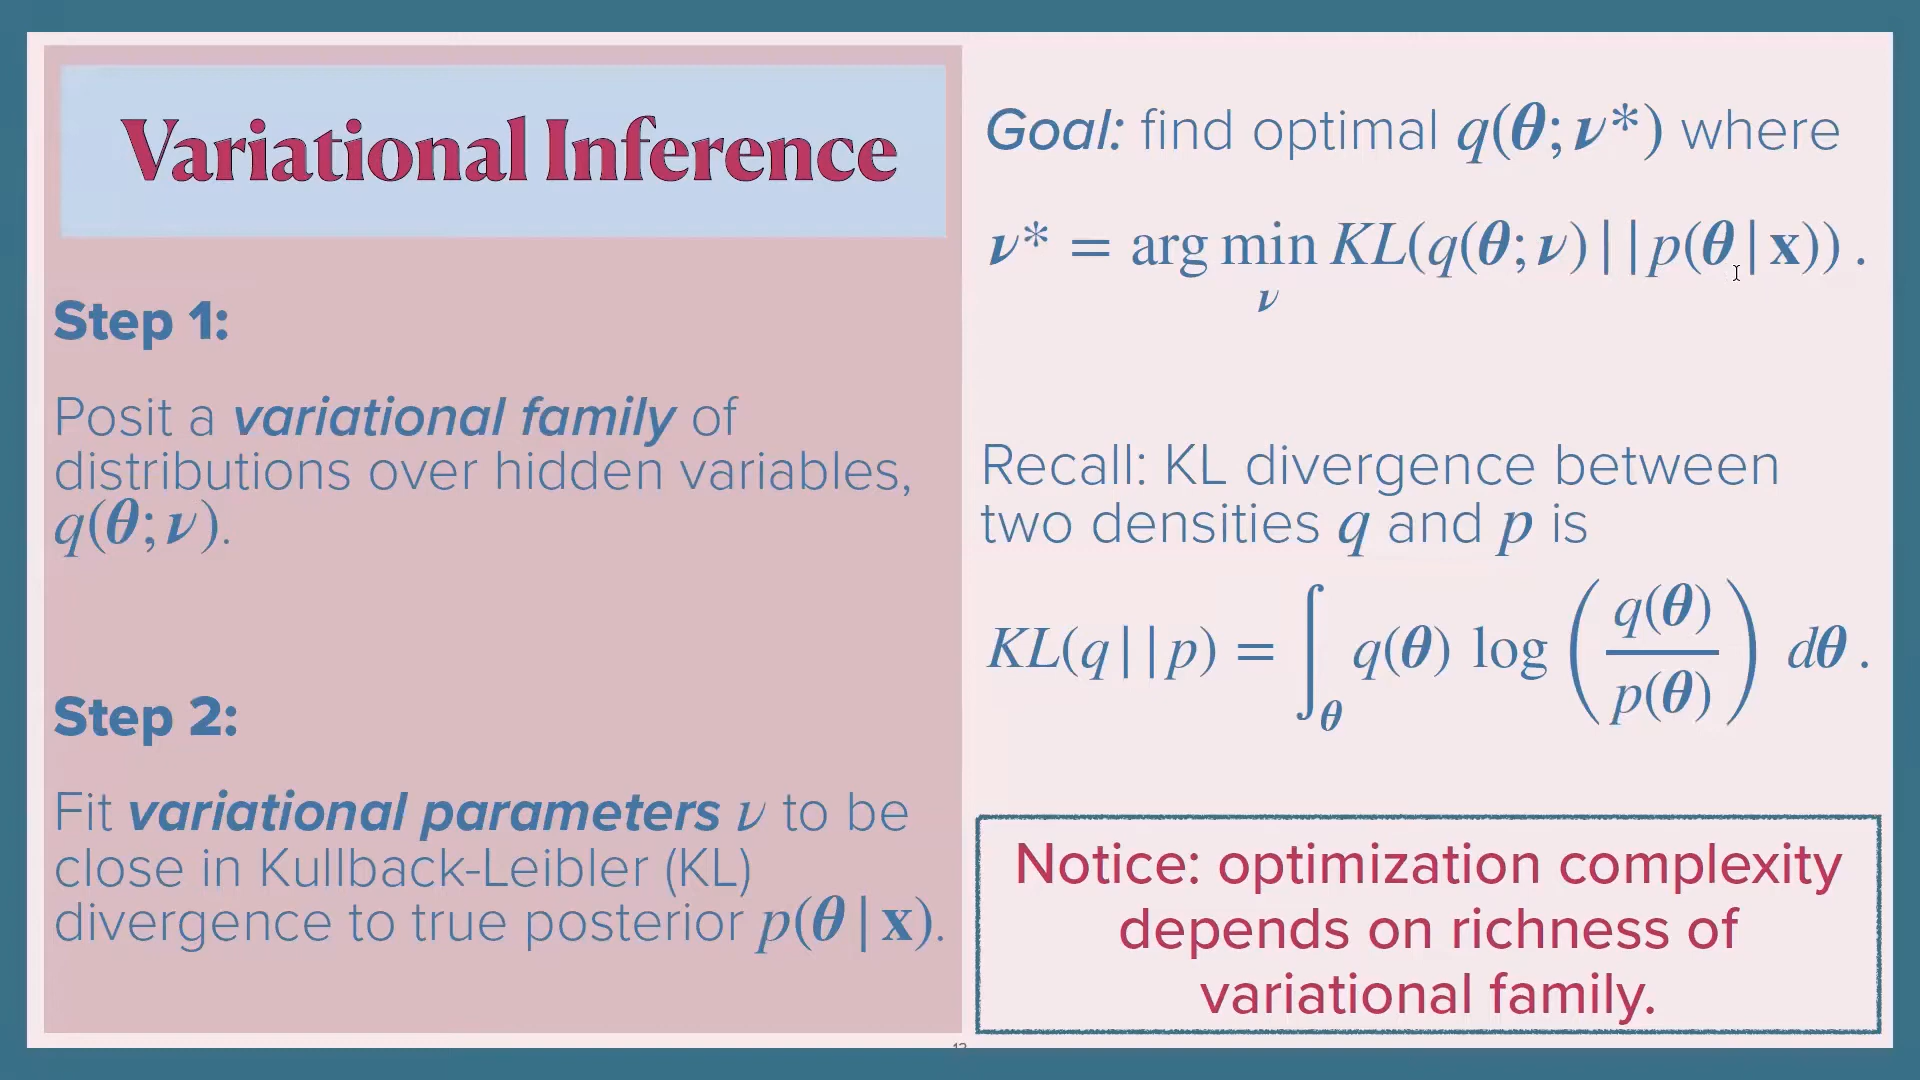 Variational Inference
Step 1:
Posit a variational family of
distributions over hidden variables,
q(θ; ν).
Step 2:
Fit variational parameters ν to be
close in Kullback-Leibler (KL)
divergence to true posterior p(θ | x).
Goal: find optimal q(θ; ν*) where
ν* = arg min KL(q(θ; ν) | | p(θ | x)) .
ν
Recall: KL divergence between
two densities q and p is
KL(q | | p) = ∫θ q(θ) log ( q(θ) / p(θ) ) dθ .
Notice: optimization complexity
depends on richness of
variational family.